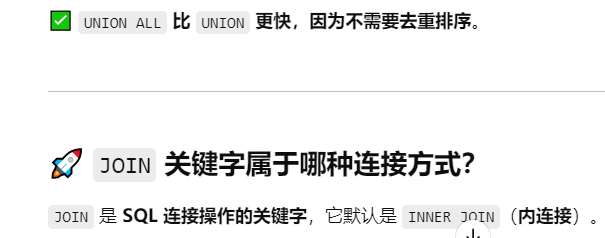 ✅ UNION ALL 比 UNION 更快，因为不需要去重排序。
🚀 JOIN 关键字属于哪种连接方式？
JOIN 是 SQL 连接操作的关键字，它默认是 INNER JOIN（内连接）。